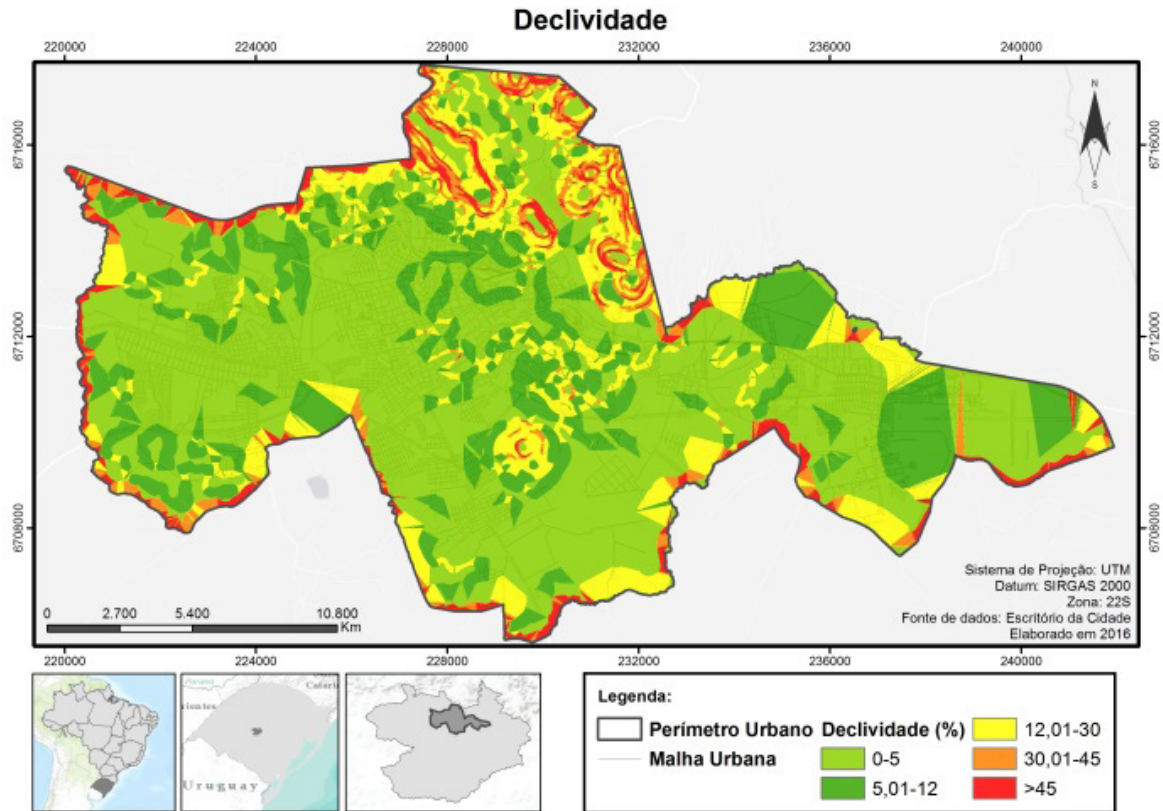 Declividade
220000 224000 228000 232000 236000 240000
N
S
6716000 6716000
6712000 6712000
6708000 6708000
Sistema de Projeção: UTM
Datum: SIRGAS 2000
Zona: 22S
Fonte de dados: Escritório da Cidade
Elaborado em 2016
0 2.700 5.400 10.800
Km
220000 224000 228000 232000 236000 240000
Legenda:
Perímetro Urbano Declividade (%) 12,01-30
Malha Urbana 0-5 30,01-45
5,01-12 >45
rientes
Catari
Uruguay